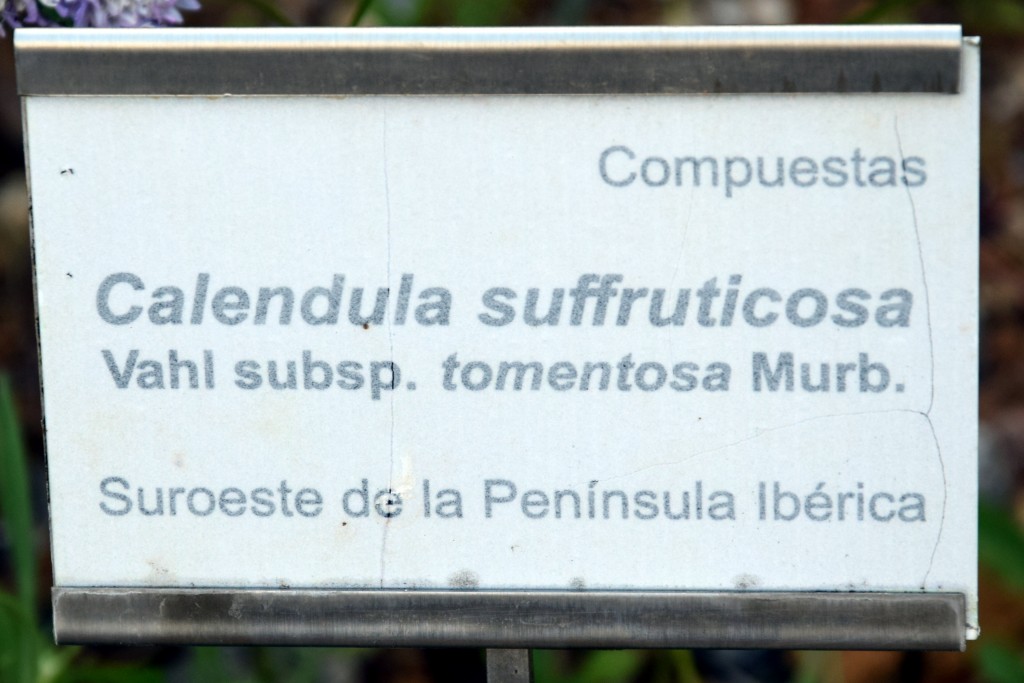 Compuestas
Calendula suffruticosa
Vahl subsp. tomentosa Murb.
Suroeste de la Península Ibérica